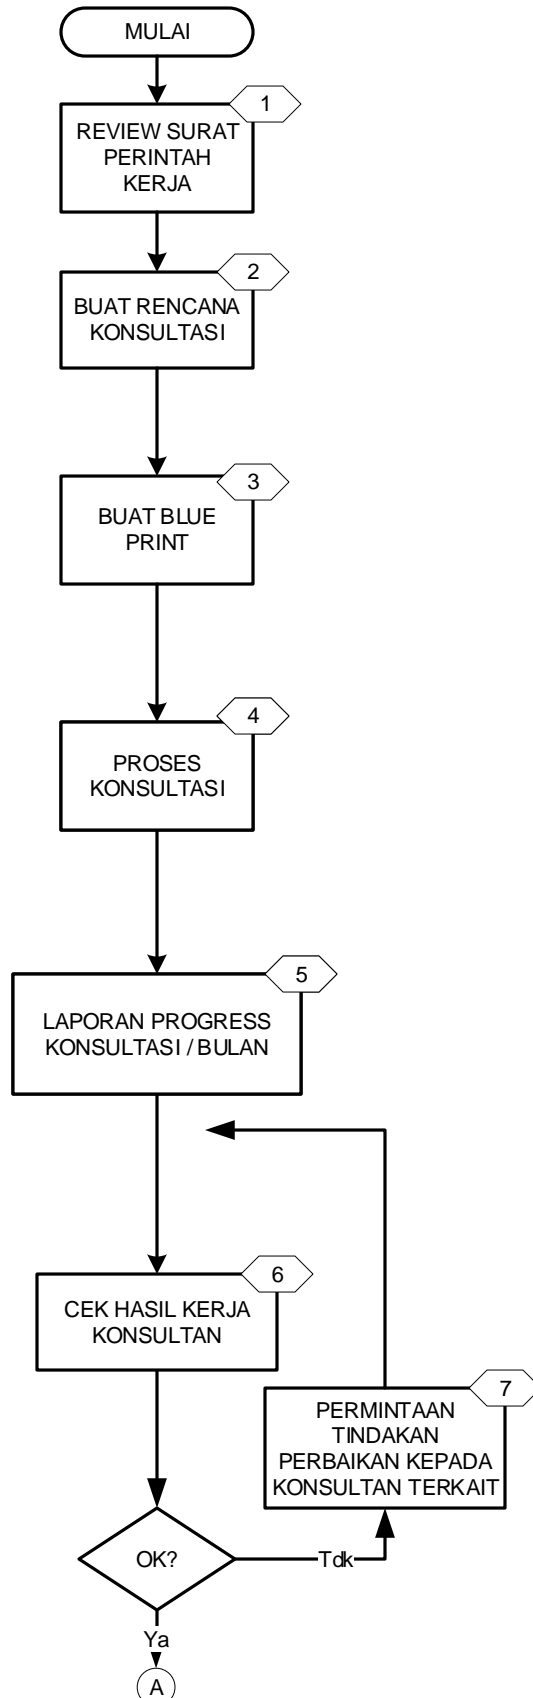 MULAI
1
REVIEW SURAT
PERINTAH
KERJA
2
BUAT RENCANA
KONSULTASI
3
BUAT BLUE
PRINT
4
PROSES
KONSULTASI
5
LAPORAN PROGRESS
KONSULTASI / BULAN
6
CEK HASIL KERJA
KONSULTAN
7
PERMINTAAN
TINDAKAN
PERBAIKAN KEPADA
KONSULTAN TERKAIT
OK?
Tdk
Ya
A